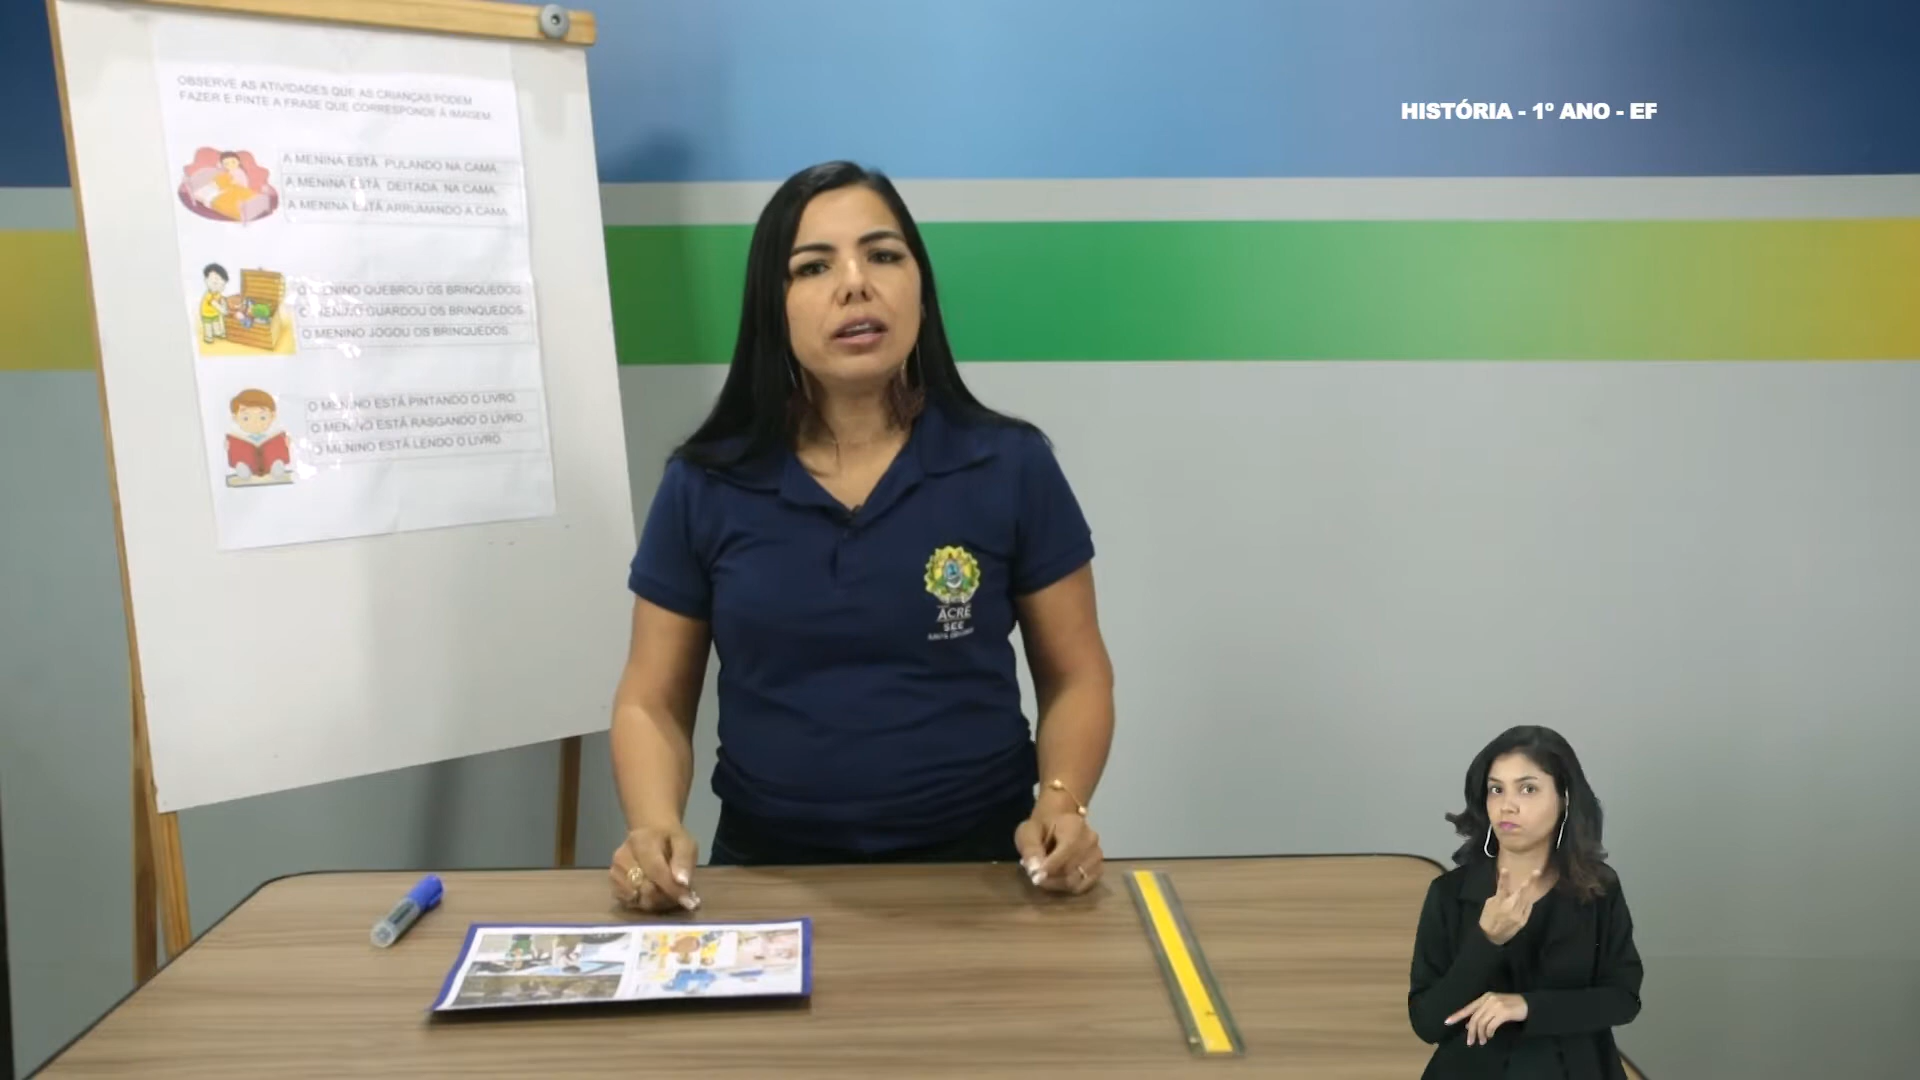 HISTÓRIA - 1º ANO - EF
OBSERVE AS ATIVIDADES QUE AS CRIANÇAS PODEM
FAZER E PINTE A FRASE QUE CORRESPONDE À IMAGEM.
A MENINA ESTÁ PULANDO NA CAMA.
A MENINA ESTÁ DEITADA NA CAMA.
A MENINA ESTÁ ARRUMANDO A CAMA.
O MENINO QUEBROU OS BRINQUEDOS.
O MENINO GUARDOU OS BRINQUEDOS.
O MENINO JOGOU OS BRINQUEDOS.
O MENINO ESTÁ PINTANDO O LIVRO.
O MENINO ESTÁ RASGANDO O LIVRO.
O MENINO ESTÁ LENDO O LIVRO.
ACRE
SEE